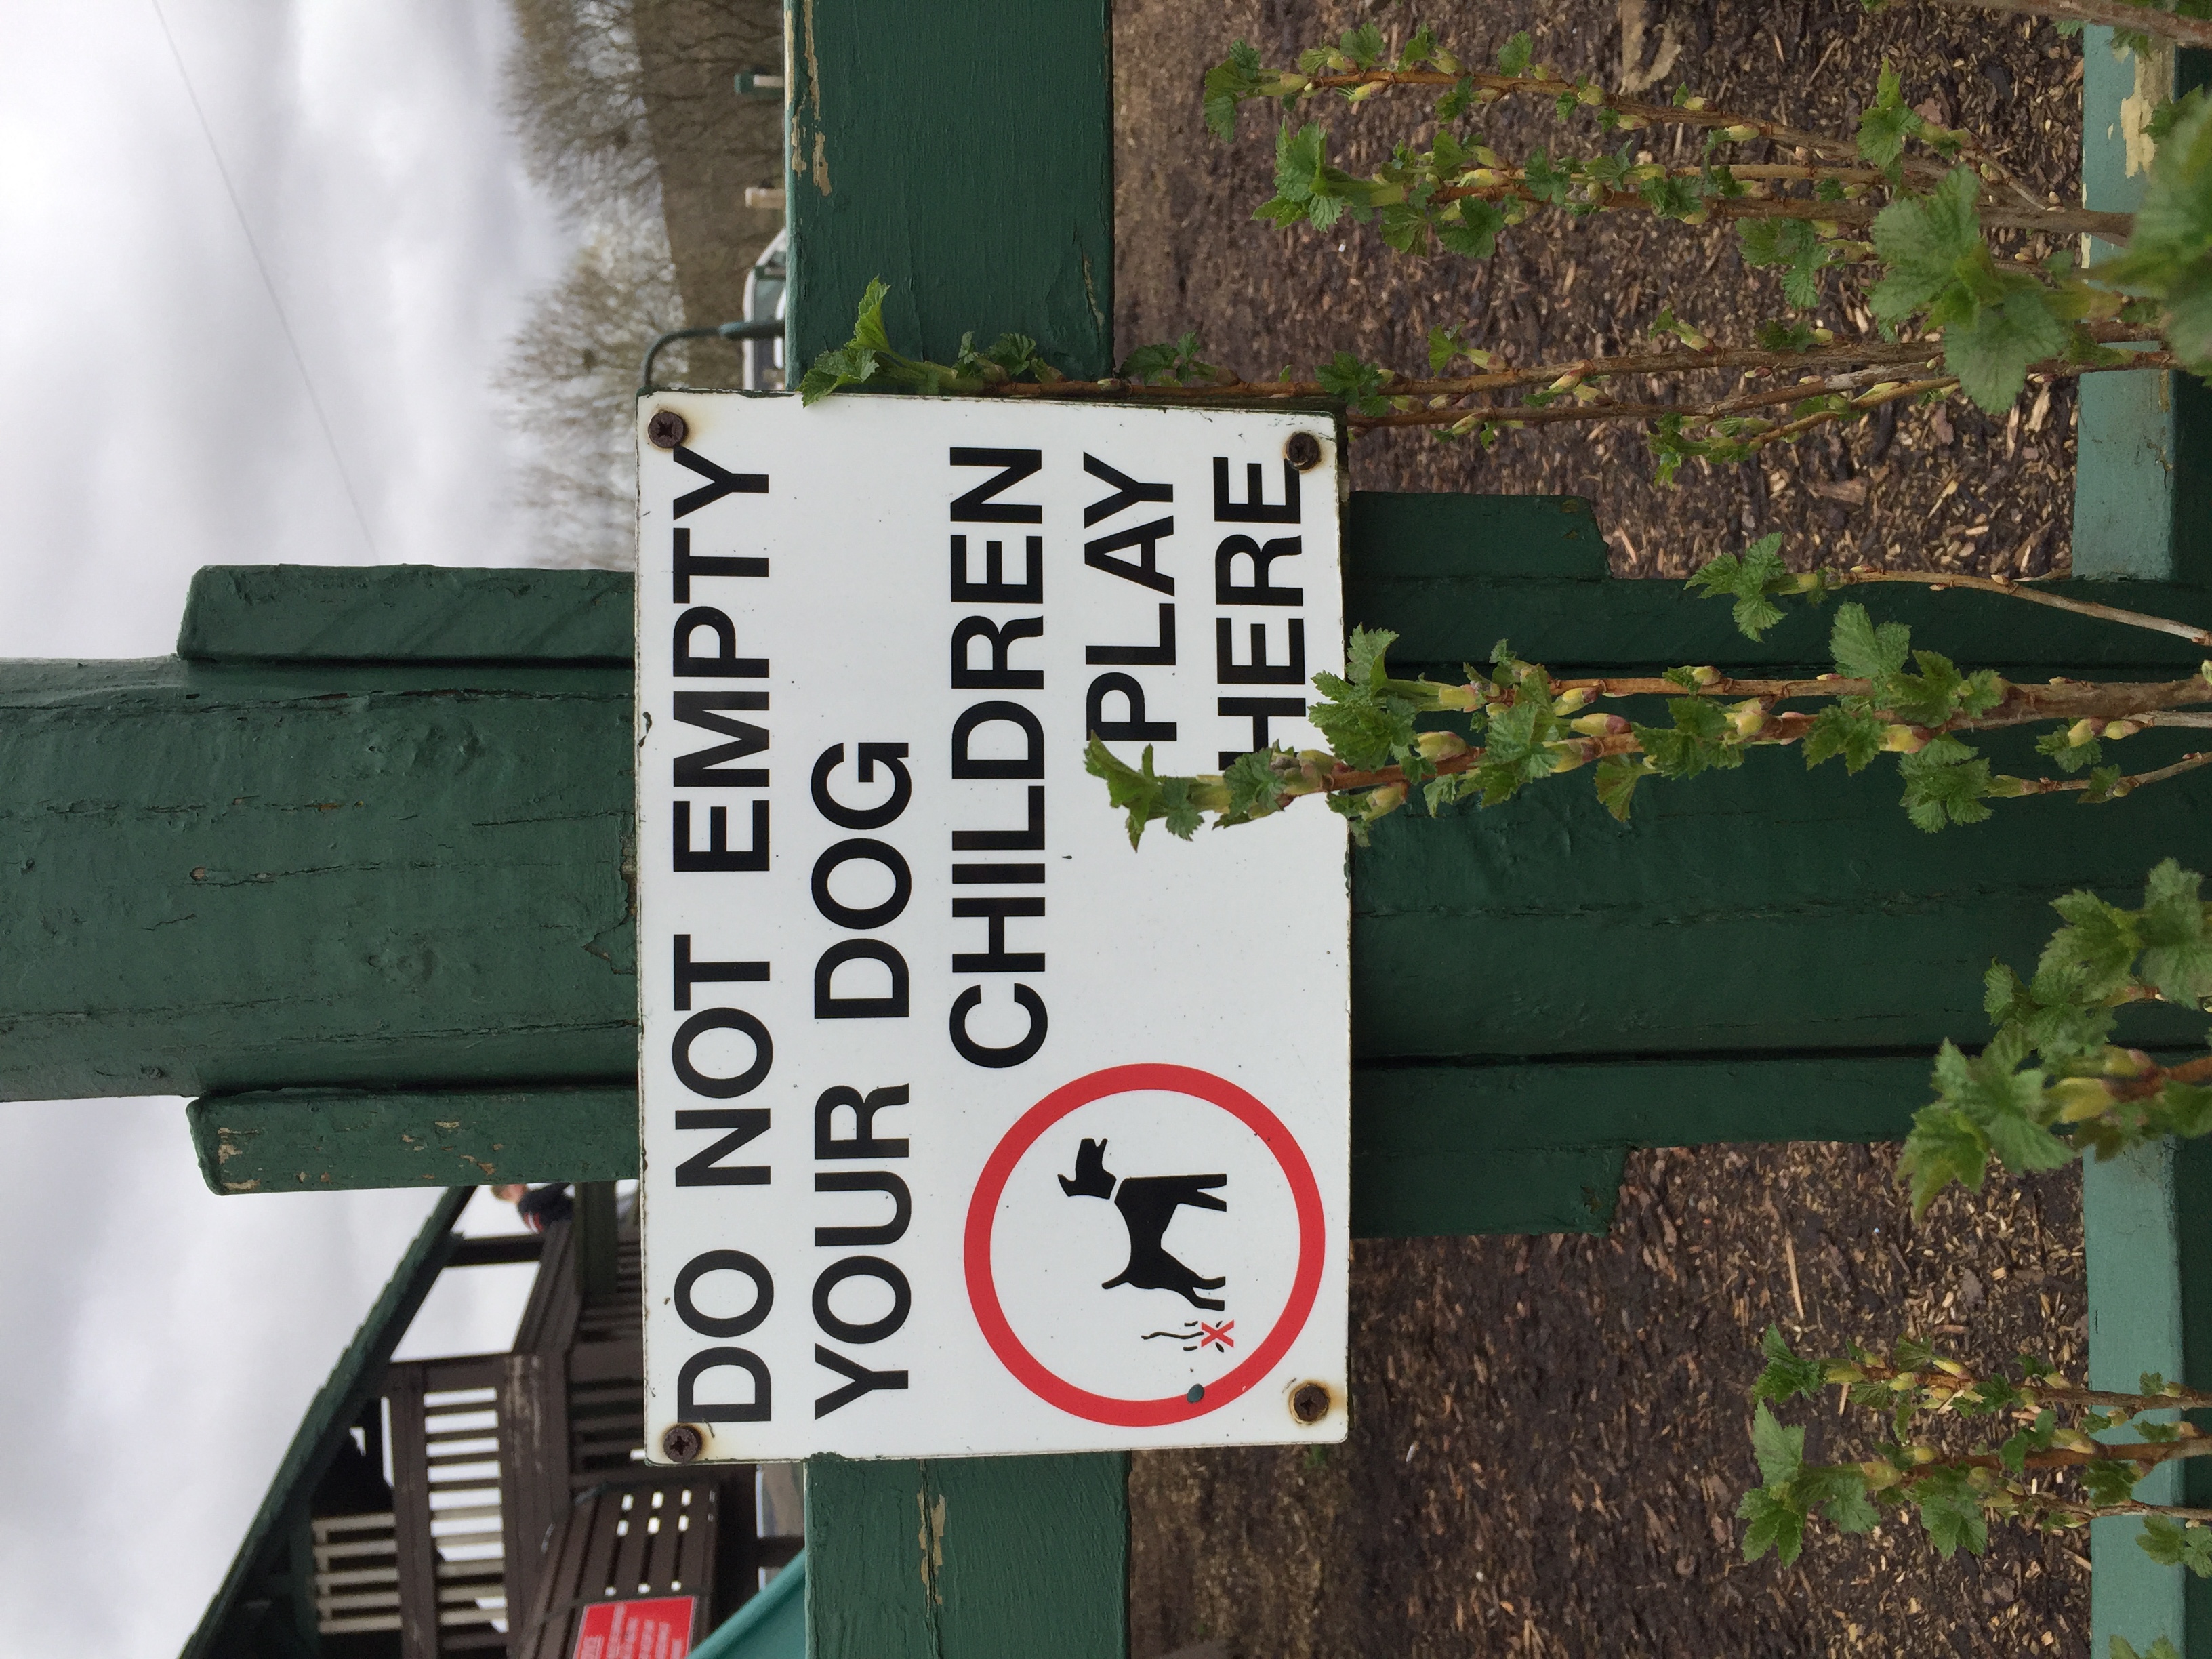 DO NOT EMPTY
YOUR DOG
CHILDREN
PLAY
HERE